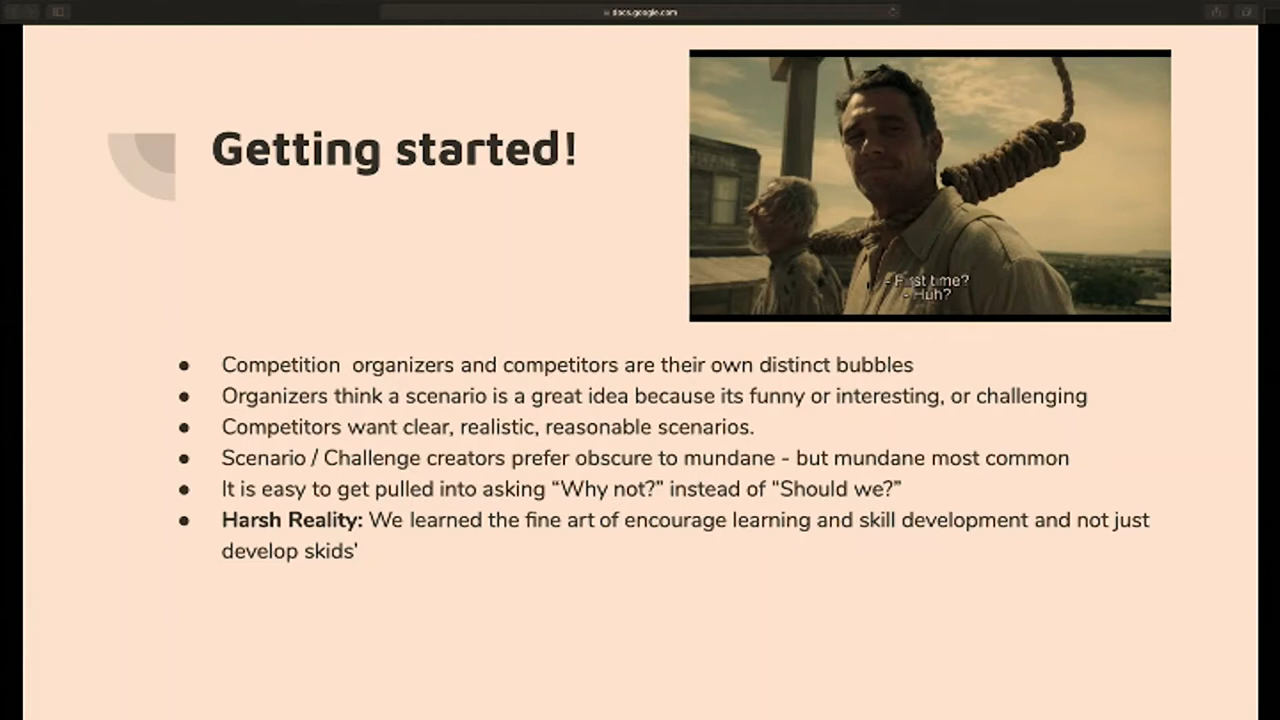 docs.google.com
Getting started!
- First time?
- Huh?
● Competition organizers and competitors are their own distinct bubbles
● Organizers think a scenario is a great idea because its funny or interesting, or challenging
● Competitors want clear, realistic, reasonable scenarios.
● Scenario / Challenge creators prefer obscure to mundane - but mundane most common
● It is easy to get pulled into asking “Why not?” instead of “Should we?”
● Harsh Reality: We learned the fine art of encourage learning and skill development and not just
develop skids’